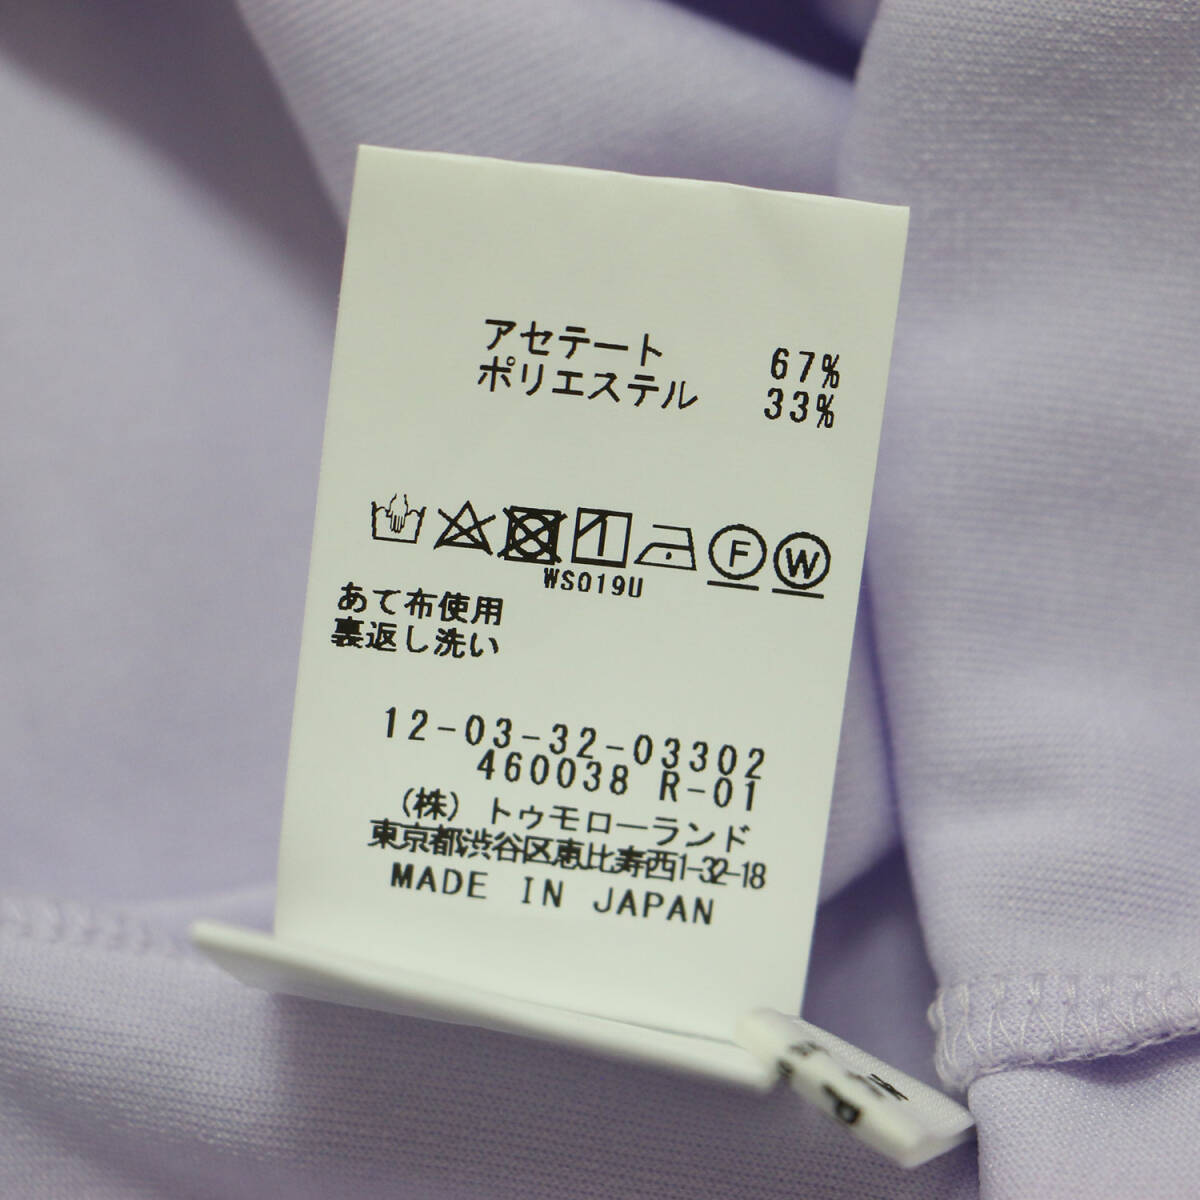 アセテート 67%
ポリエステル 33%
F W
WS019U
あて布使用
裏返し洗い
12-03-32-03302
460038 R-01
(株) トゥモローランド
東京都渋谷区恵比寿西1-32-18
MADE IN JAPAN